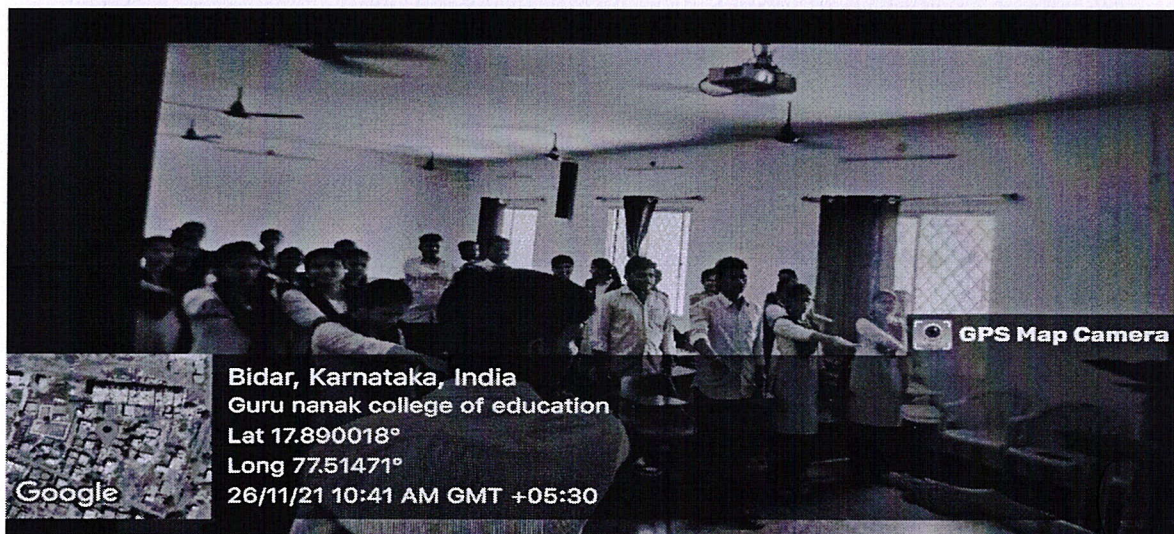 GPS Map Camera
Bidar, Karnataka, India
Guru nanak college of education
Lat 17.890018°
Long 77.51471°
26/11/21 10:41 AM GMT +05:30
Google